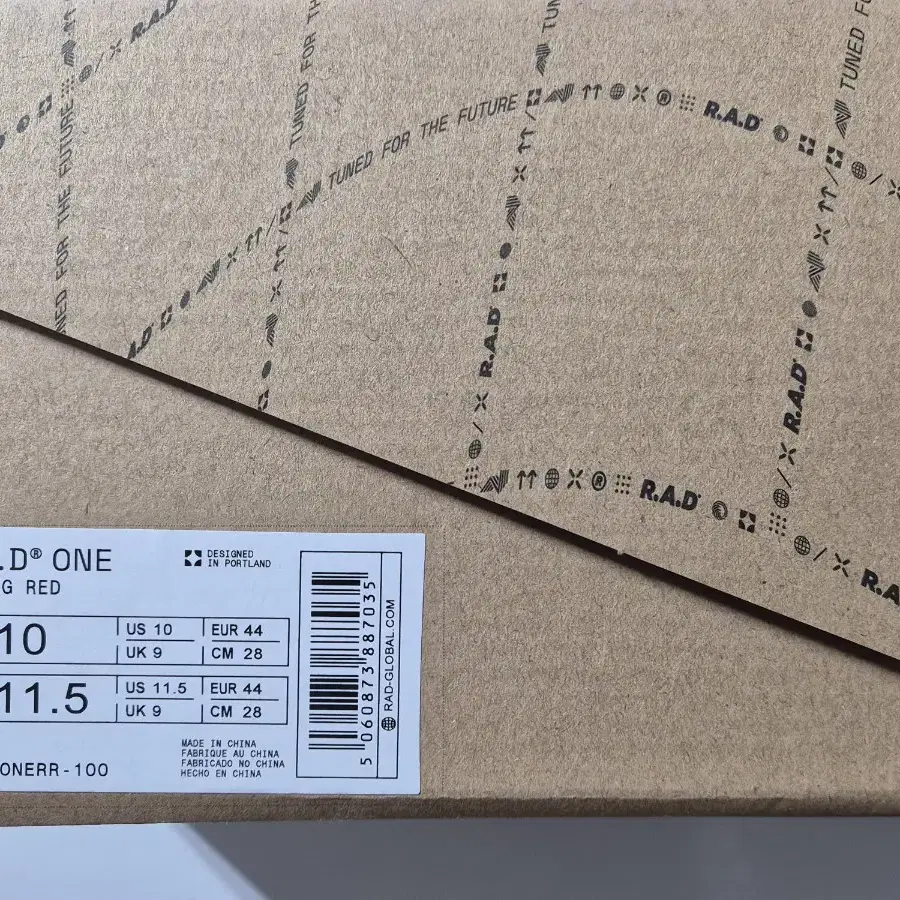 R.A.D
TUNED FOR THE FUTURE
TUNED FOR TH
TUNED FOR THE FUTURE
R.A.D
TUNED FO
NED FOR THE FUTURE
A.D
R.A.D
R.A.D
R.A.D
R.A
.D® ONE
G RED
DESIGNED
IN PORTLAND
10
US 10
EUR 44
UK 9
CM 28
11.5
US 11.5
EUR 44
UK 9
CM 28
MADE IN CHINA
FABRIQUE AU CHINA
FABRICADO NO CHINA
HECHO EN CHINA
ONERR-100
5 060873 887035
RAD-GLOBAL.COM